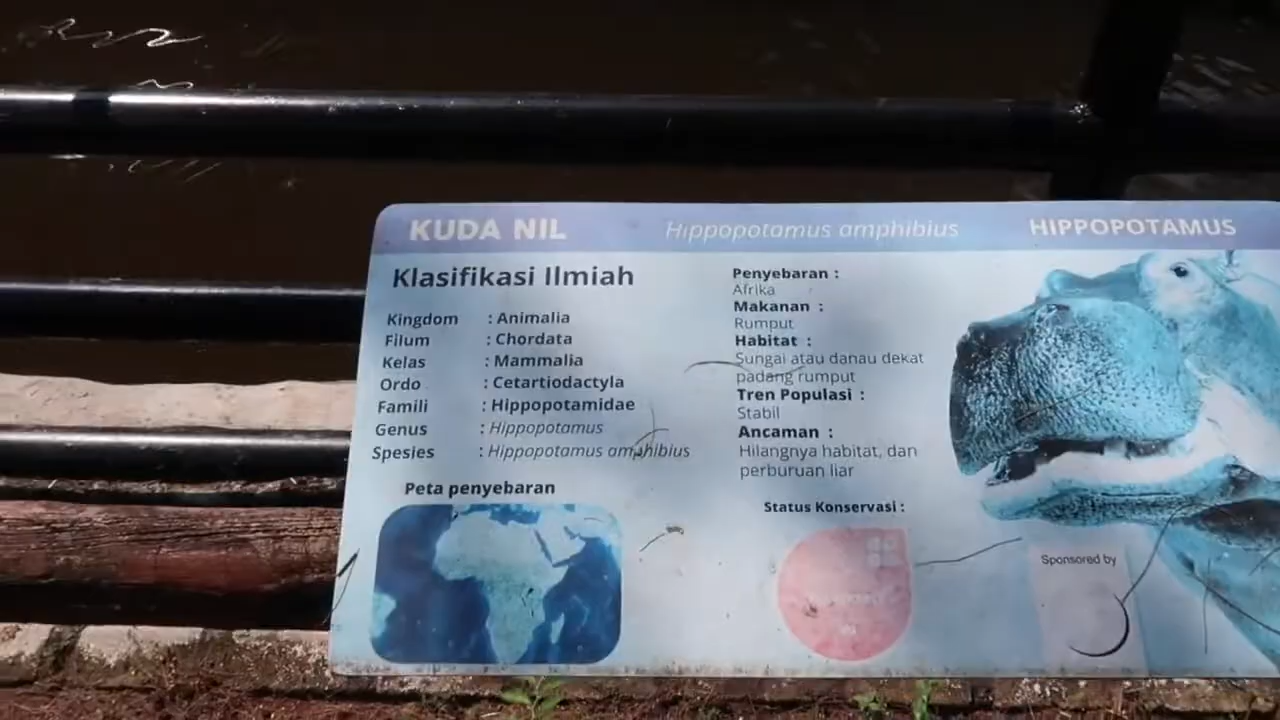 KUDA NIL Hippopotamus amphibius HIPPOPOTAMUS
Klasifikasi Ilmiah
Kingdom : Animalia
Filum : Chordata
Kelas : Mammalia
Ordo : Cetartiodactyla
Famili : Hippopotamidae
Genus : Hippopotamus
Spesies : Hippopotamus amphibius
Peta penyebaran
Penyebaran :
Afrika
Makanan :
Rumput
Habitat :
Sungai atau danau dekat
padang rumput
Tren Populasi :
Stabil
Ancaman :
Hilangnya habitat, dan
perburuan liar
Status Konservasi :
Sponsored by